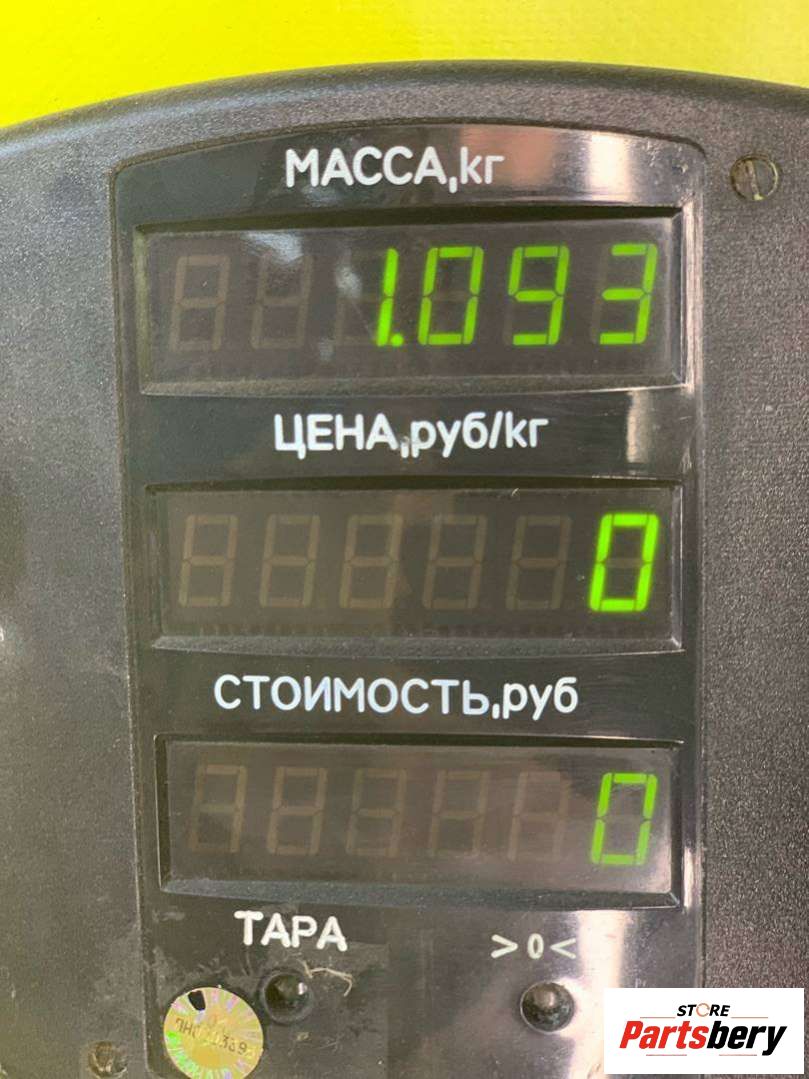 МАССА,кг
1.093
ЦЕНА,руб/кг
0
СТОИМОСТЬ,руб
0
ТАРА >0<
STORE
Partsbery